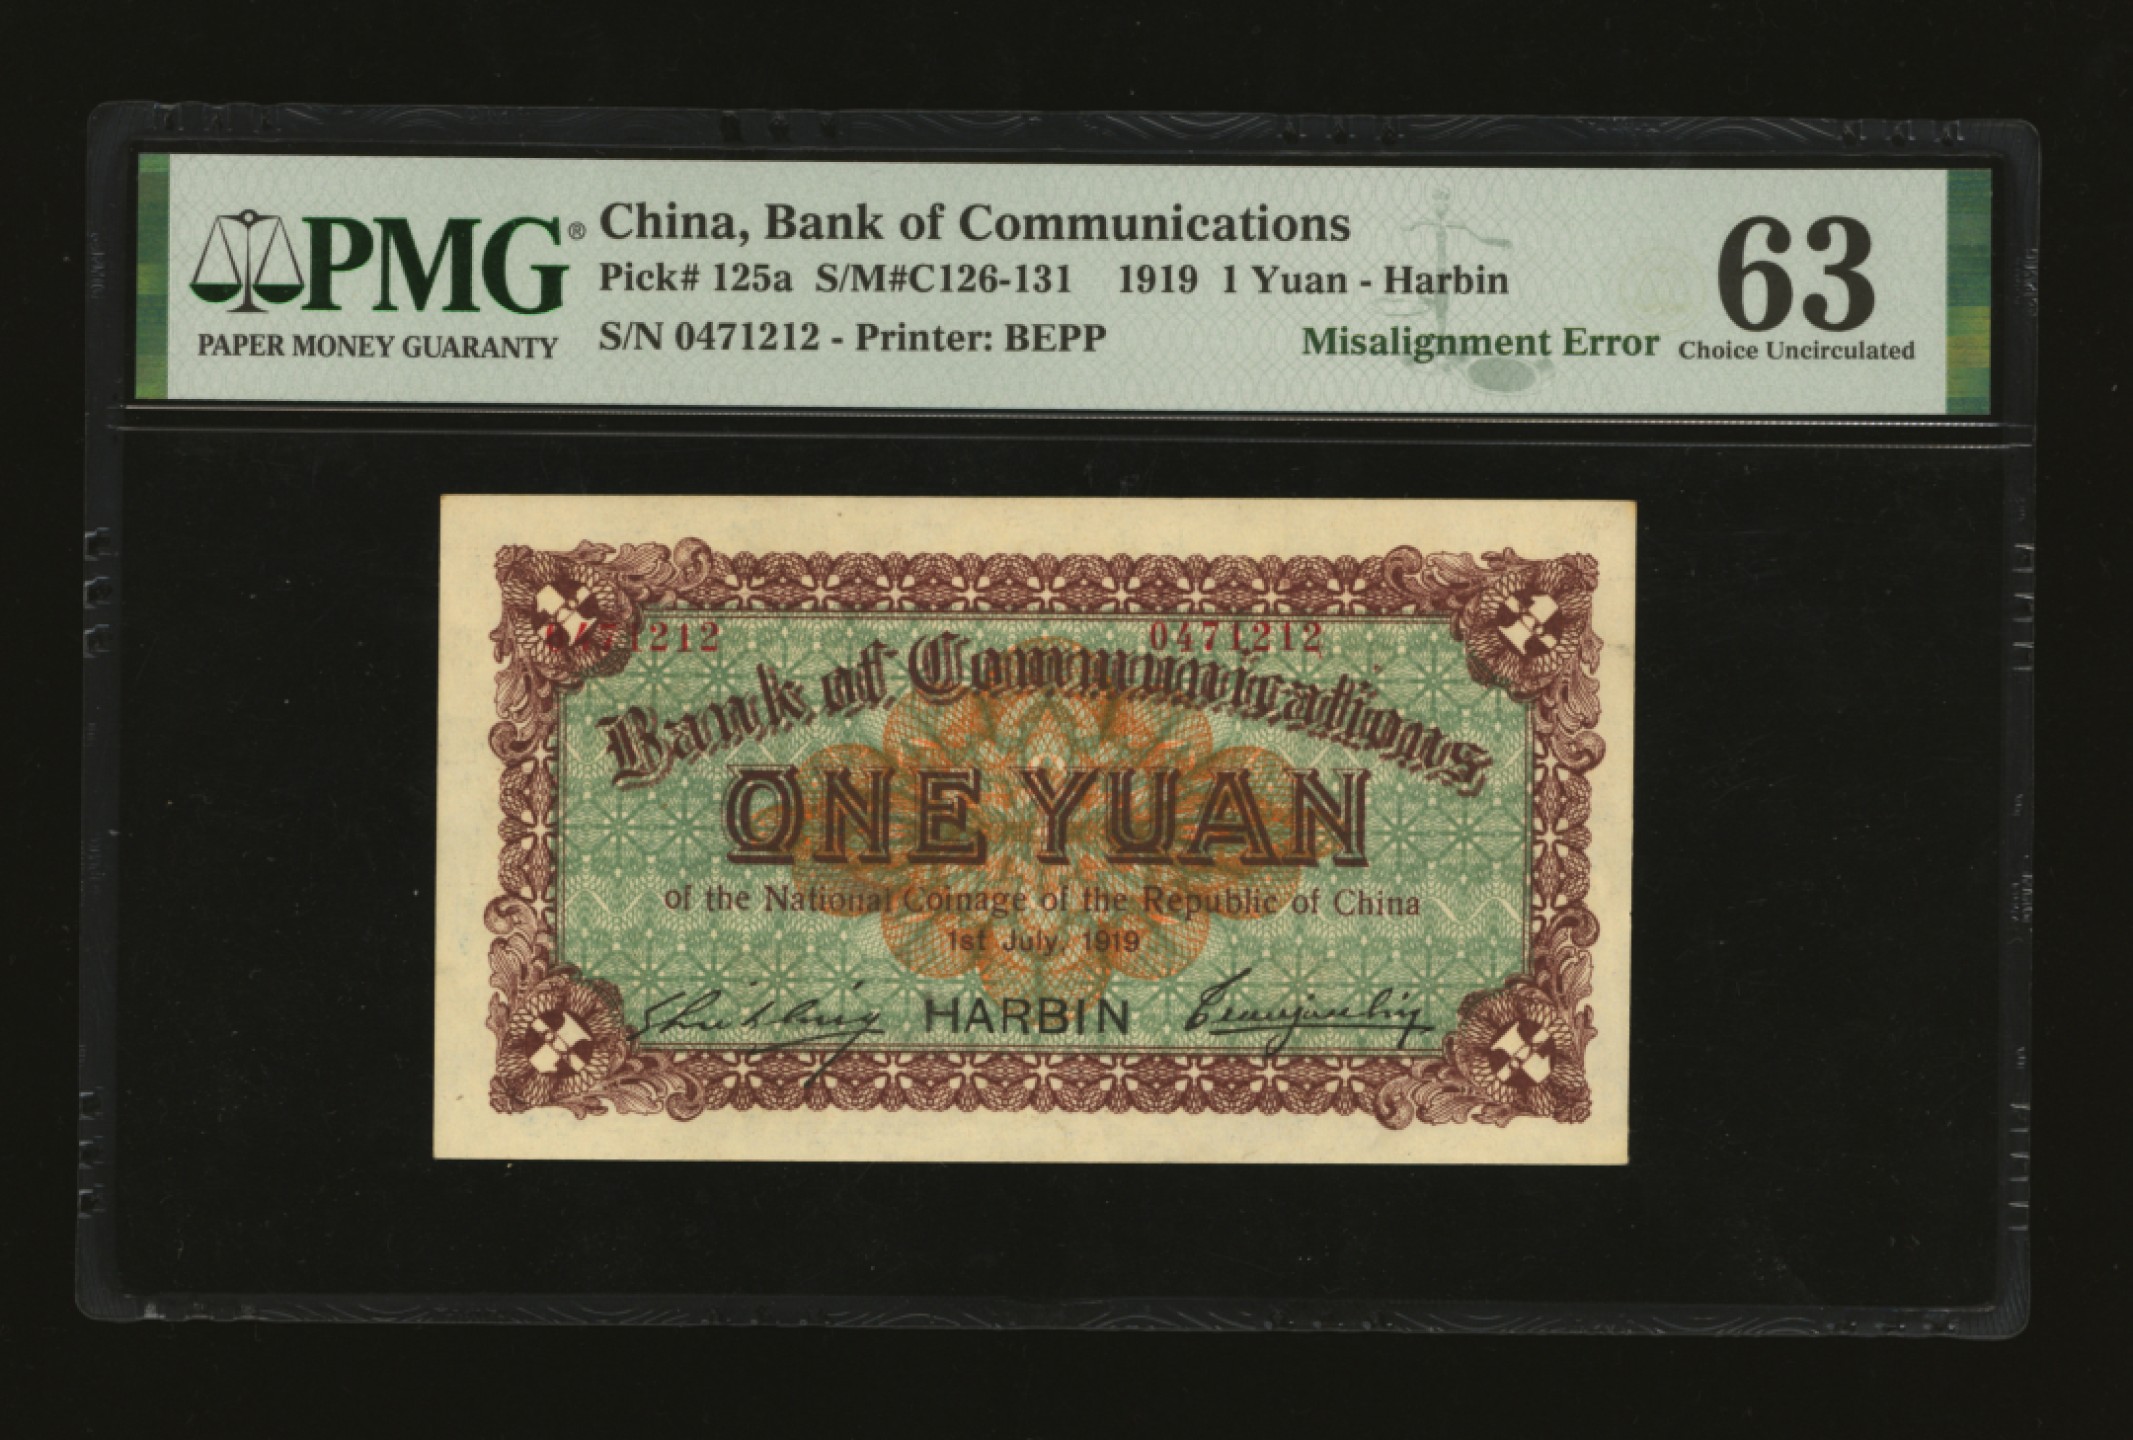 PMG®
PAPER MONEY GUARANTY
China, Bank of Communications
Pick# 125a S/M#C126-131 1919 1 Yuan - Harbin
S/N 0471212 - Printer: BEPP
Misalignment Error
63
Choice Uncirculated
0471212 0471212
Bank of Communications
ONE YUAN
of the National Coinage of the Republic of China
1st July, 1919
HARBIN